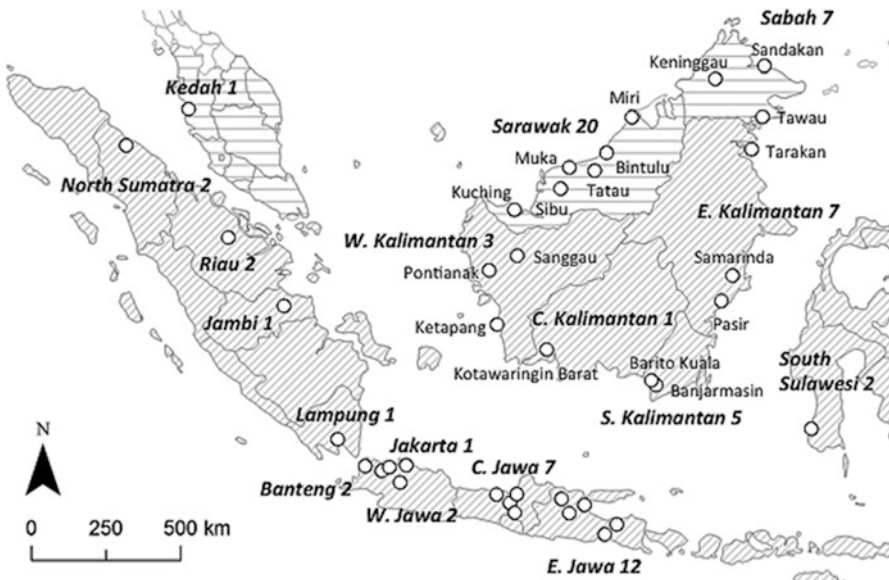 Sabah 7
Sandakan
Keninggau
Kedah 1
Miri
Sarawak 20
Tawau
Muka
Tarakan
Bintulu
North Sumatra 2
Tatau
Kuching
Sibu
E. Kalimantan 7
W. Kalimantan 3
Riau 2
Sanggau
Samarinda
Pontianak
Jambi 1
C. Kalimantan 1
Pasir
Ketapang
Barito Kuala
South
Sulawesi 2
Kotawaringin Barat
Banjarmasin
Lampung 1
S. Kalimantan 5
N
Jakarta 1
C. Jawa 7
Banteng 2
W. Jawa 2
0 250 500 km
E. Jawa 12